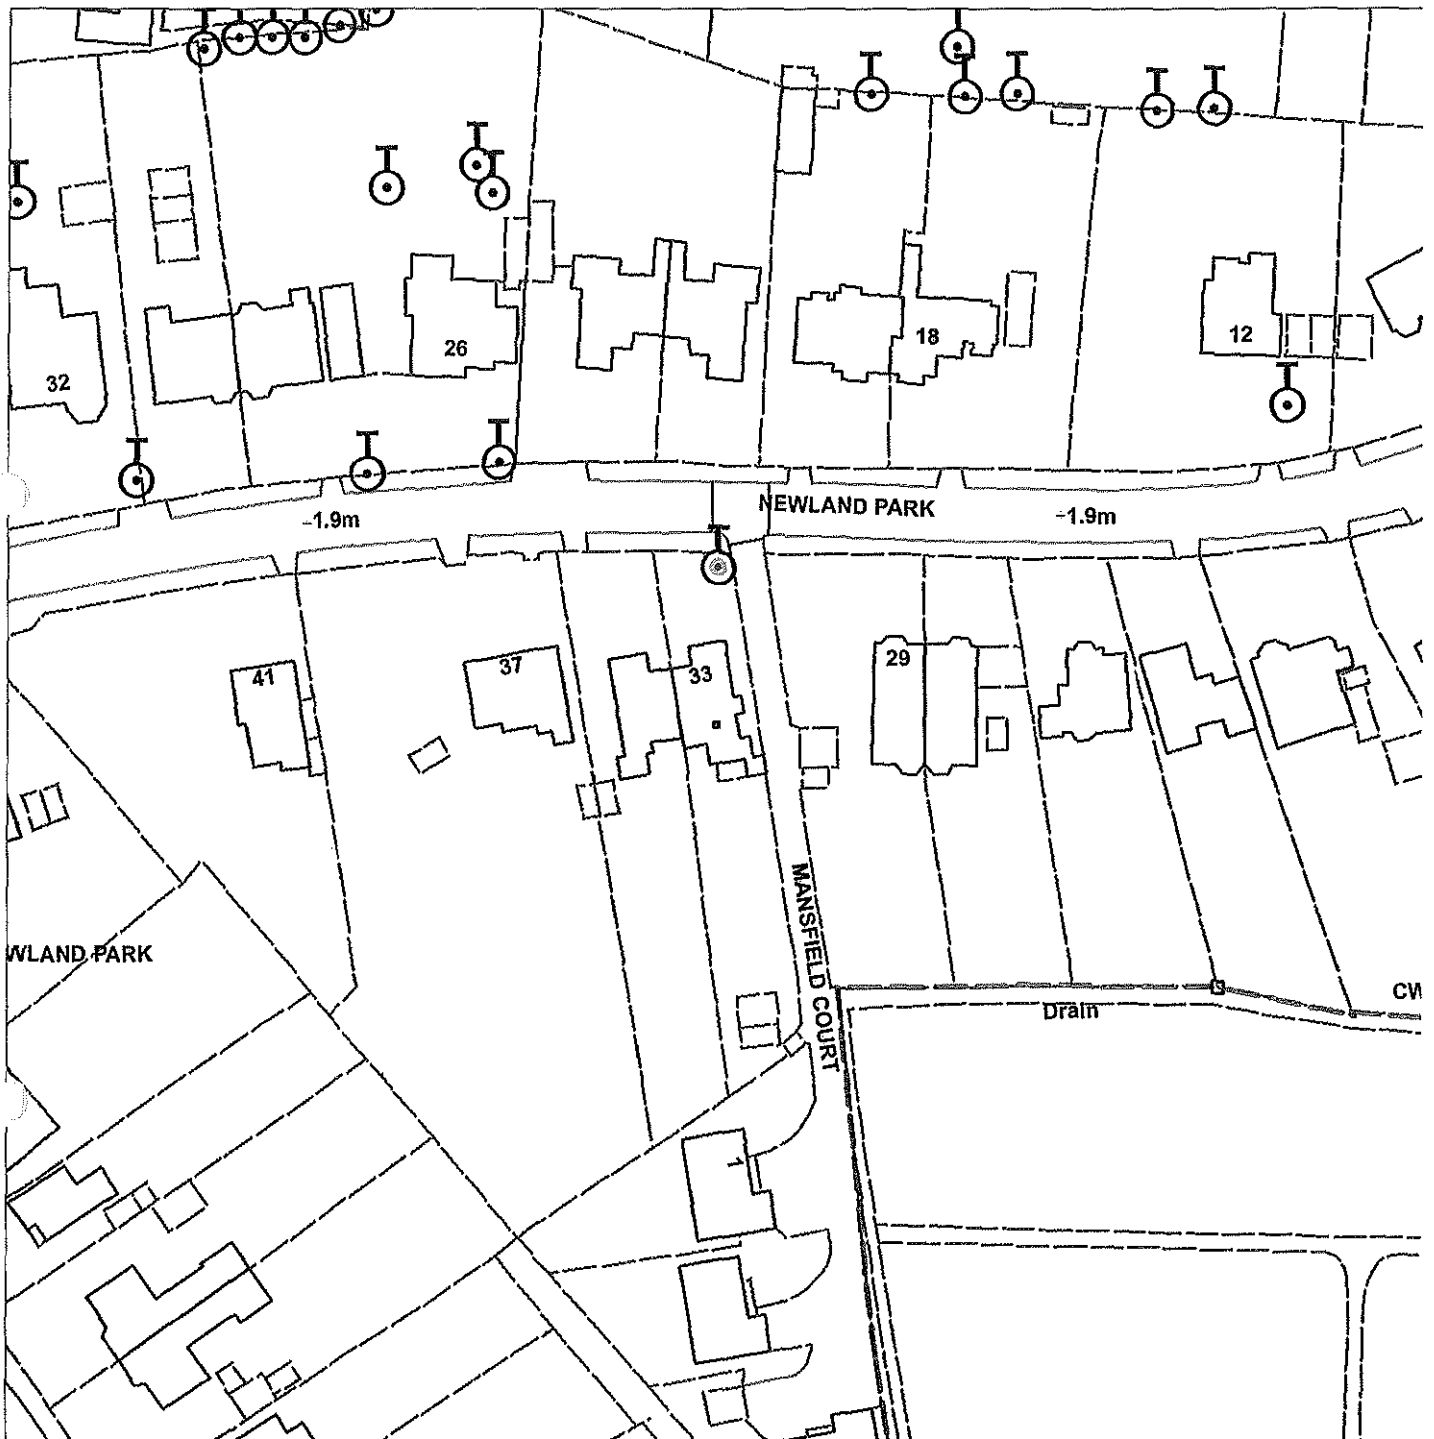 26
18
12
32
NEWLAND PARK
-1.9m
-1.9m
41
37
33
29
MANSFIELD COURT
WLAND PARK
CW
Drain
1